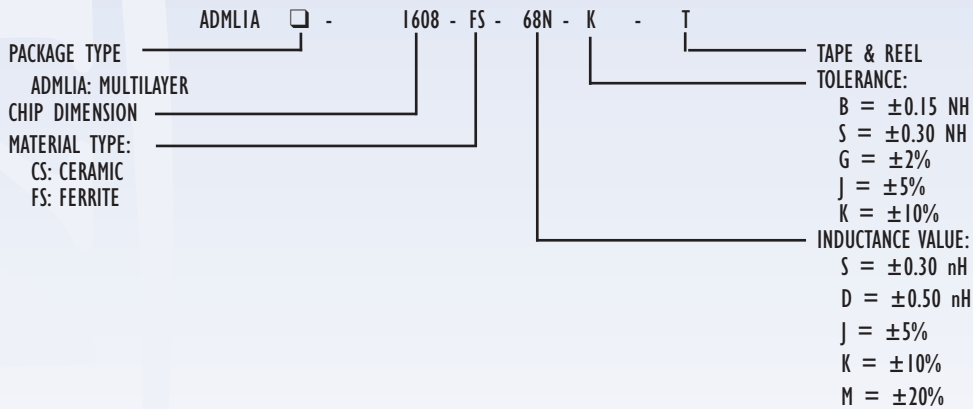 ADMLIA ❑ - 1608 - FS - 68N - K - T
PACKAGE TYPE
ADMLIA: MULTILAYER
CHIP DIMENSION
MATERIAL TYPE:
CS: CERAMIC
FS: FERRITE
TAPE & REEL
TOLERANCE:
B = ±0.15 NH
S = ±0.30 NH
G = ±2%
J = ±5%
K = ±10%
INDUCTANCE VALUE:
S = ±0.30 nH
D = ±0.50 nH
J = ±5%
K = ±10%
M = ±20%